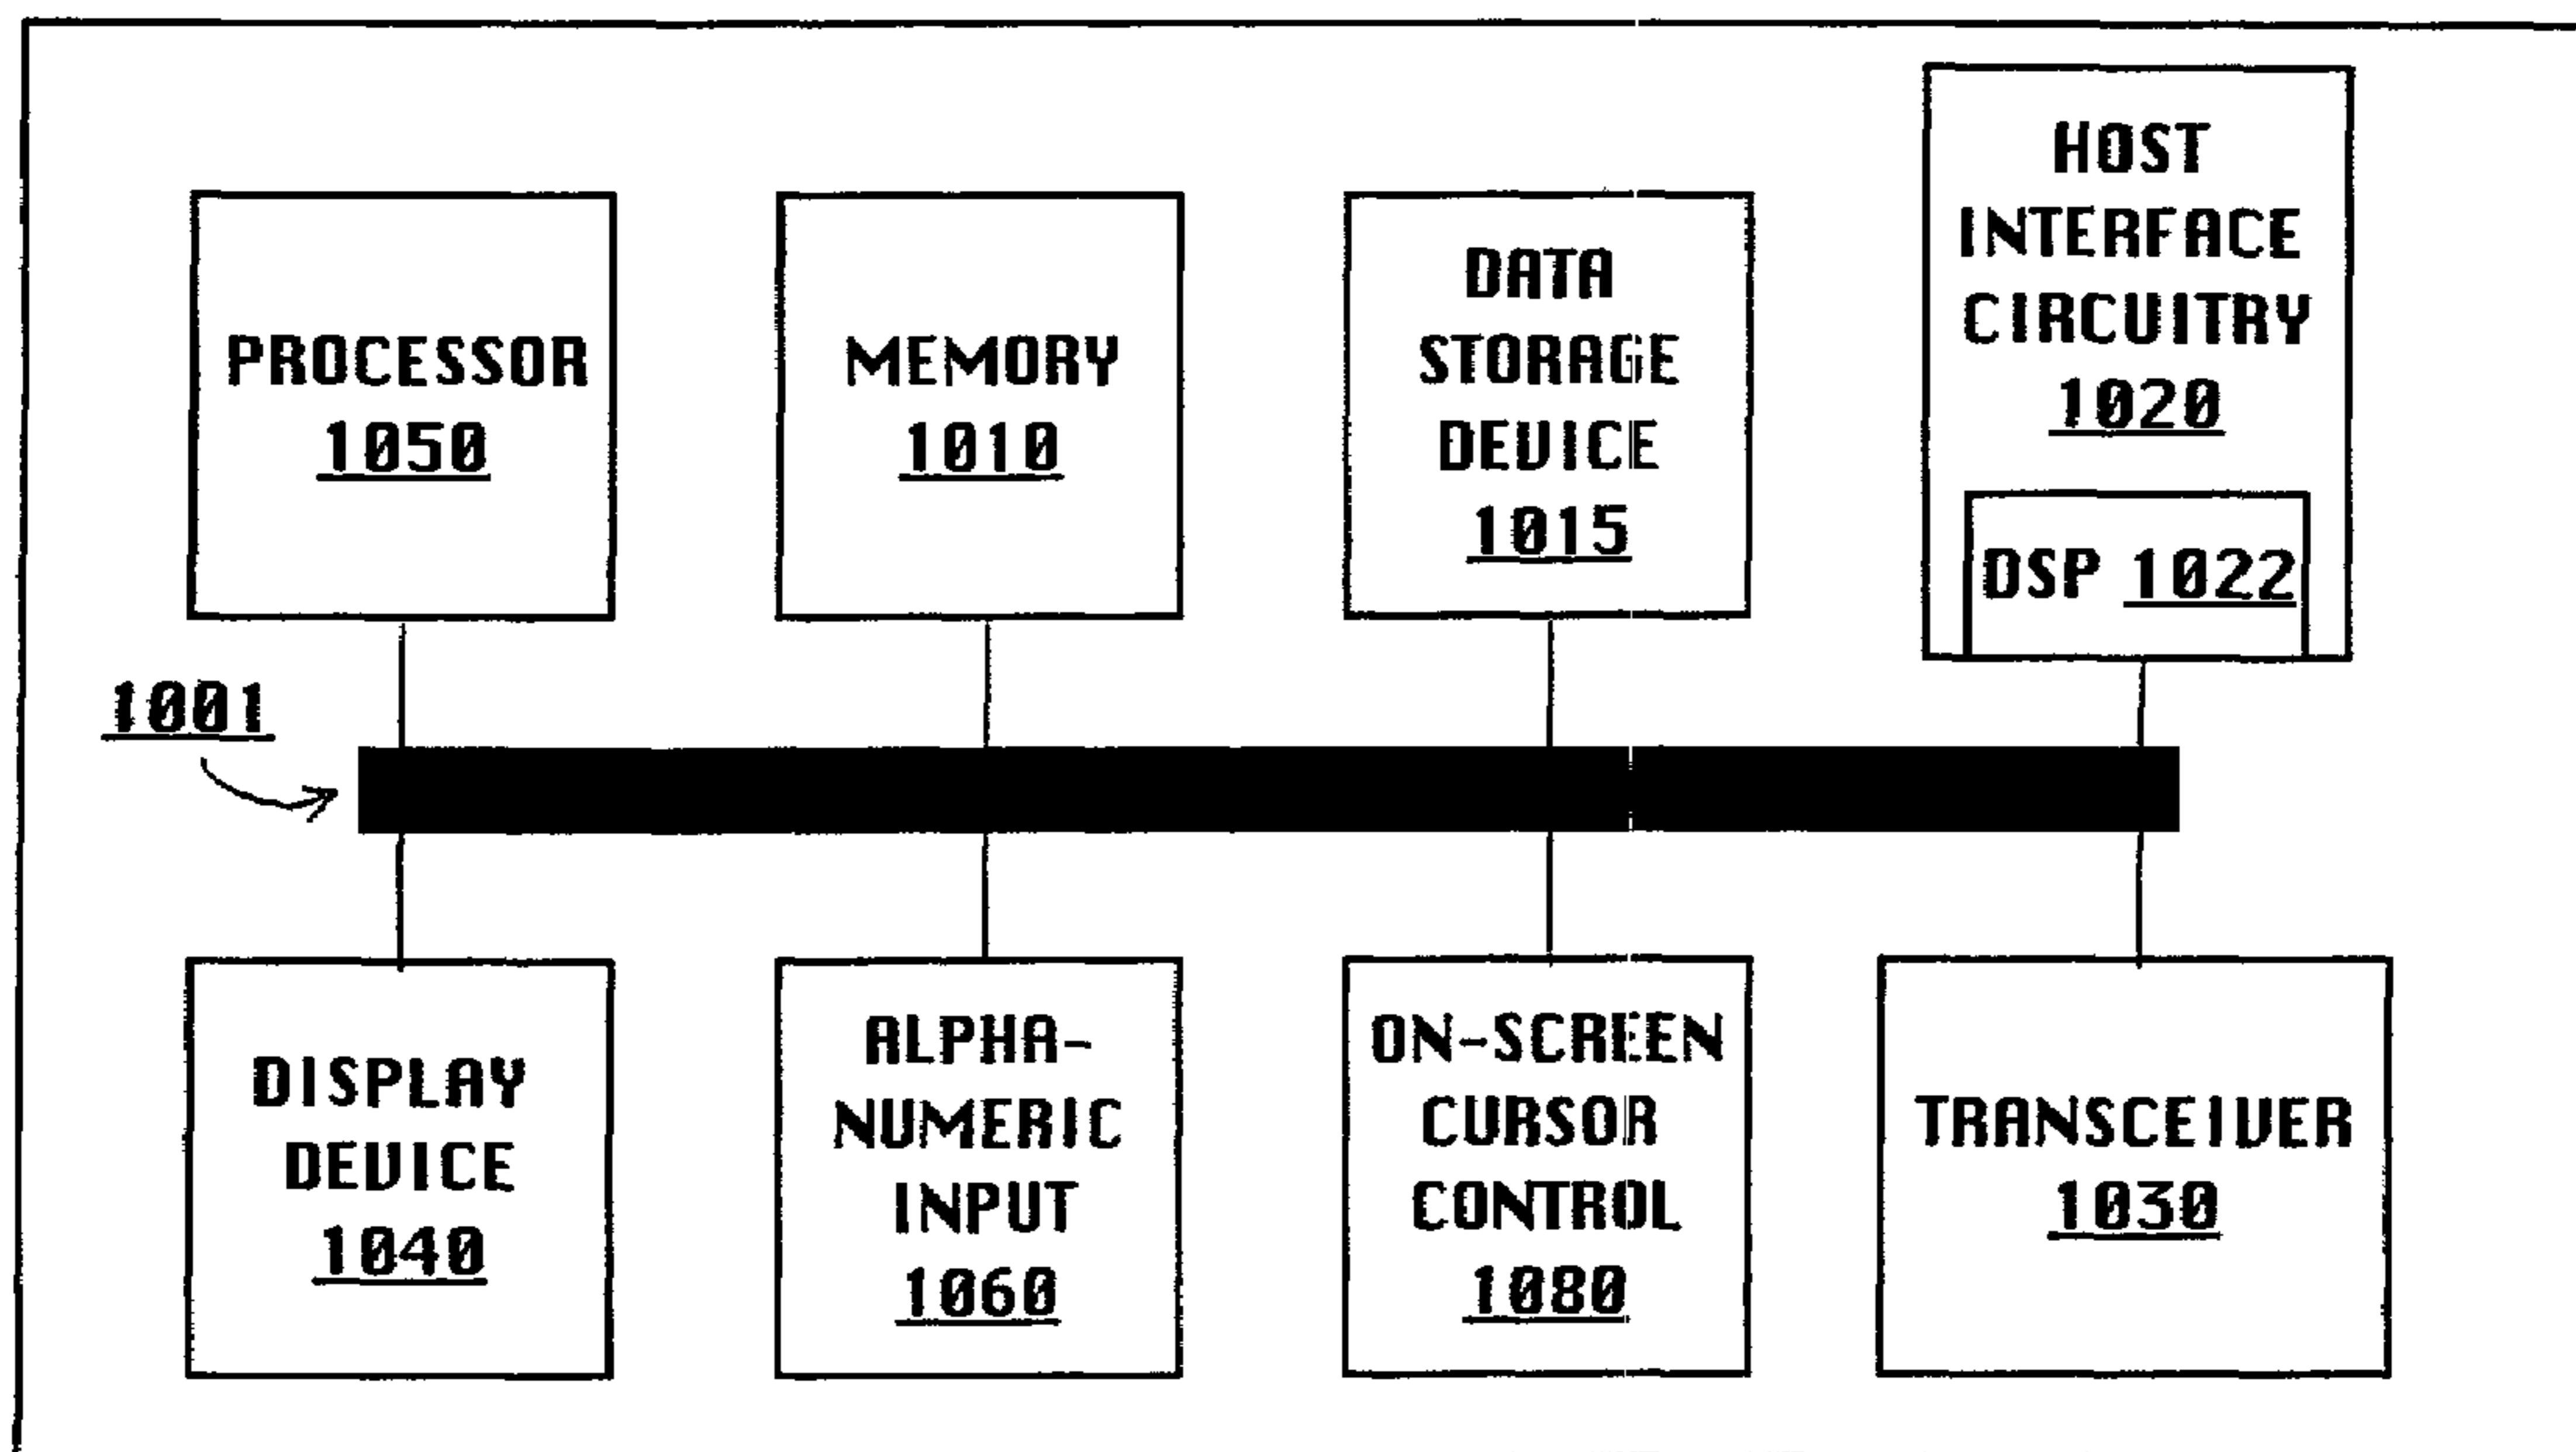 PROCESSOR
1050
MEMORY
1010
DATA
STORAGE
DEVICE
1015
HOST
INTERFACE
CIRCUITRY
1020
DSP 1022
1001
DISPLAY
DEVICE
1040
ALPHA-
NUMERIC
INPUT
1060
ON-SCREEN
CURSOR
CONTROL
1080
TRANSCEIVER
1030